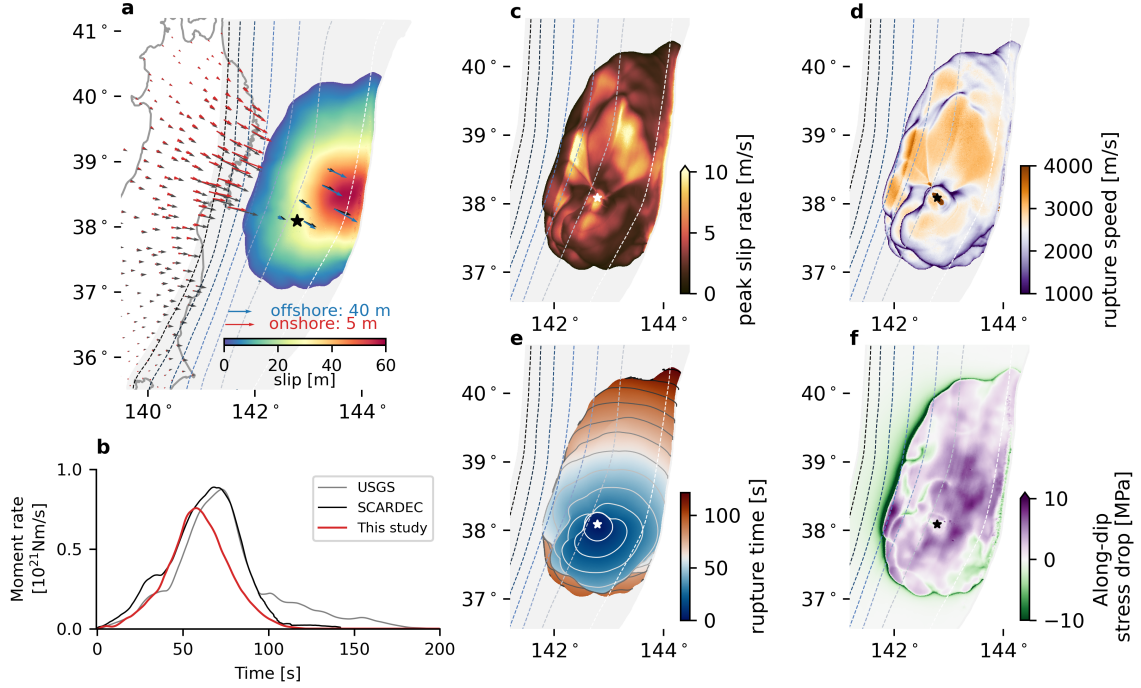 a
41°
40°
39°
38°
37°
36°
140°
142°
144°
offshore: 40 m
onshore: 5 m
0
20
40
60
slip [m]
b
1.0
0.5
0.0
Moment rate
[10²¹Nm/s]
0
50
100
150
200
Time [s]
USGS
SCARDEC
This study
c
40°
39°
38°
37°
142°
144°
10
5
0
peak slip rate [m/s]
d
40°
39°
38°
37°
142°
144°
4000
3000
2000
1000
rupture speed [m/s]
e
40°
39°
38°
37°
142°
144°
100
50
0
rupture time [s]
f
40°
39°
38°
37°
142°
144°
10
0
−10
Along-dip
stress drop [MPa]